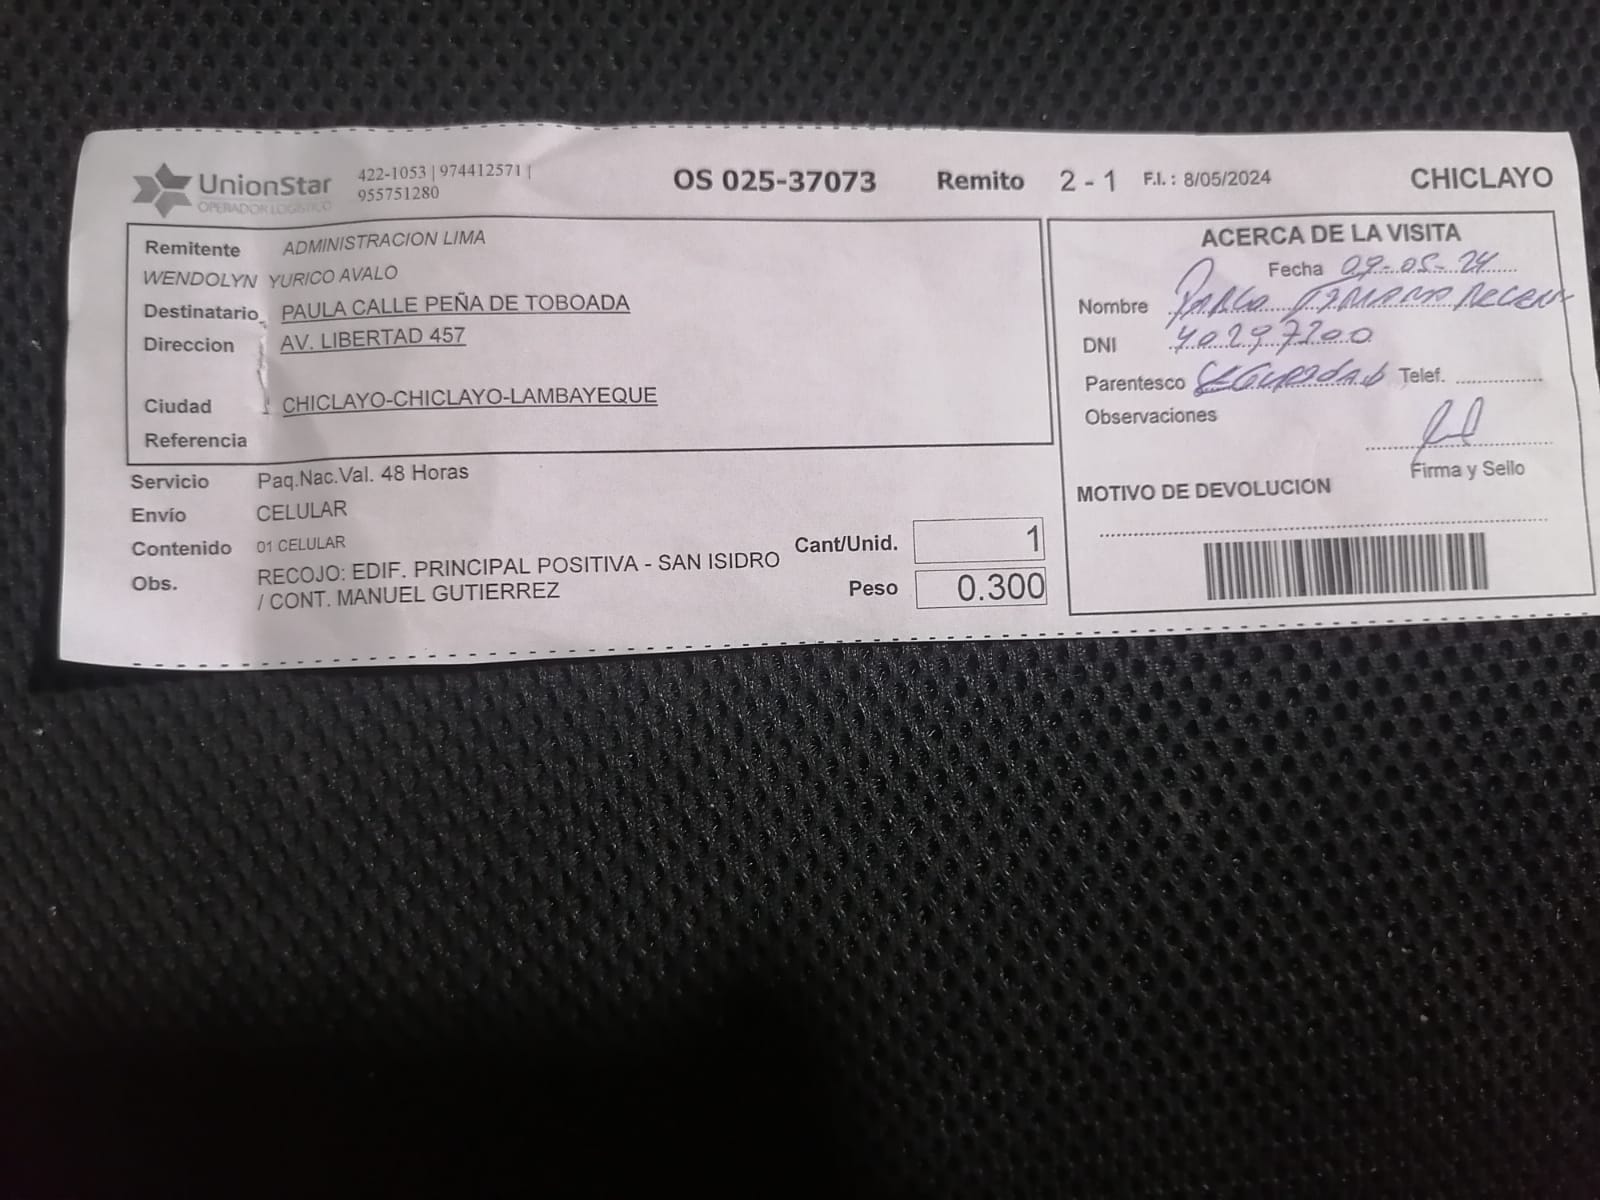 UnionStar
OPERADOR LOGISTICO
422-1053 | 974412571 |
955751280
OS 025-37073 Remito 2 - 1 F.I. : 8/05/2024 CHICLAYO
Remitente ADMINISTRACION LIMA
WENDOLYN YURICO AVALO
Destinatario PAULA CALLE PEÑA DE TOBOADA
Direccion AV. LIBERTAD 457
Ciudad CHICLAYO-CHICLAYO-LAMBAYEQUE
Referencia
Servicio Paq.Nac.Val. 48 Horas
Envío CELULAR
Contenido 01 CELULAR
Obs. RECOJO: EDIF. PRINCIPAL POSITIVA - SAN ISIDRO
/ CONT. MANUEL GUTIERREZ
Cant/Unid. 1
Peso 0.300
ACERCA DE LA VISITA
Fecha 09-05-24
Nombre
DNI 40297200
Parentesco SEGURIDAD Telef.
Observaciones
Firma y Sello
MOTIVO DE DEVOLUCION